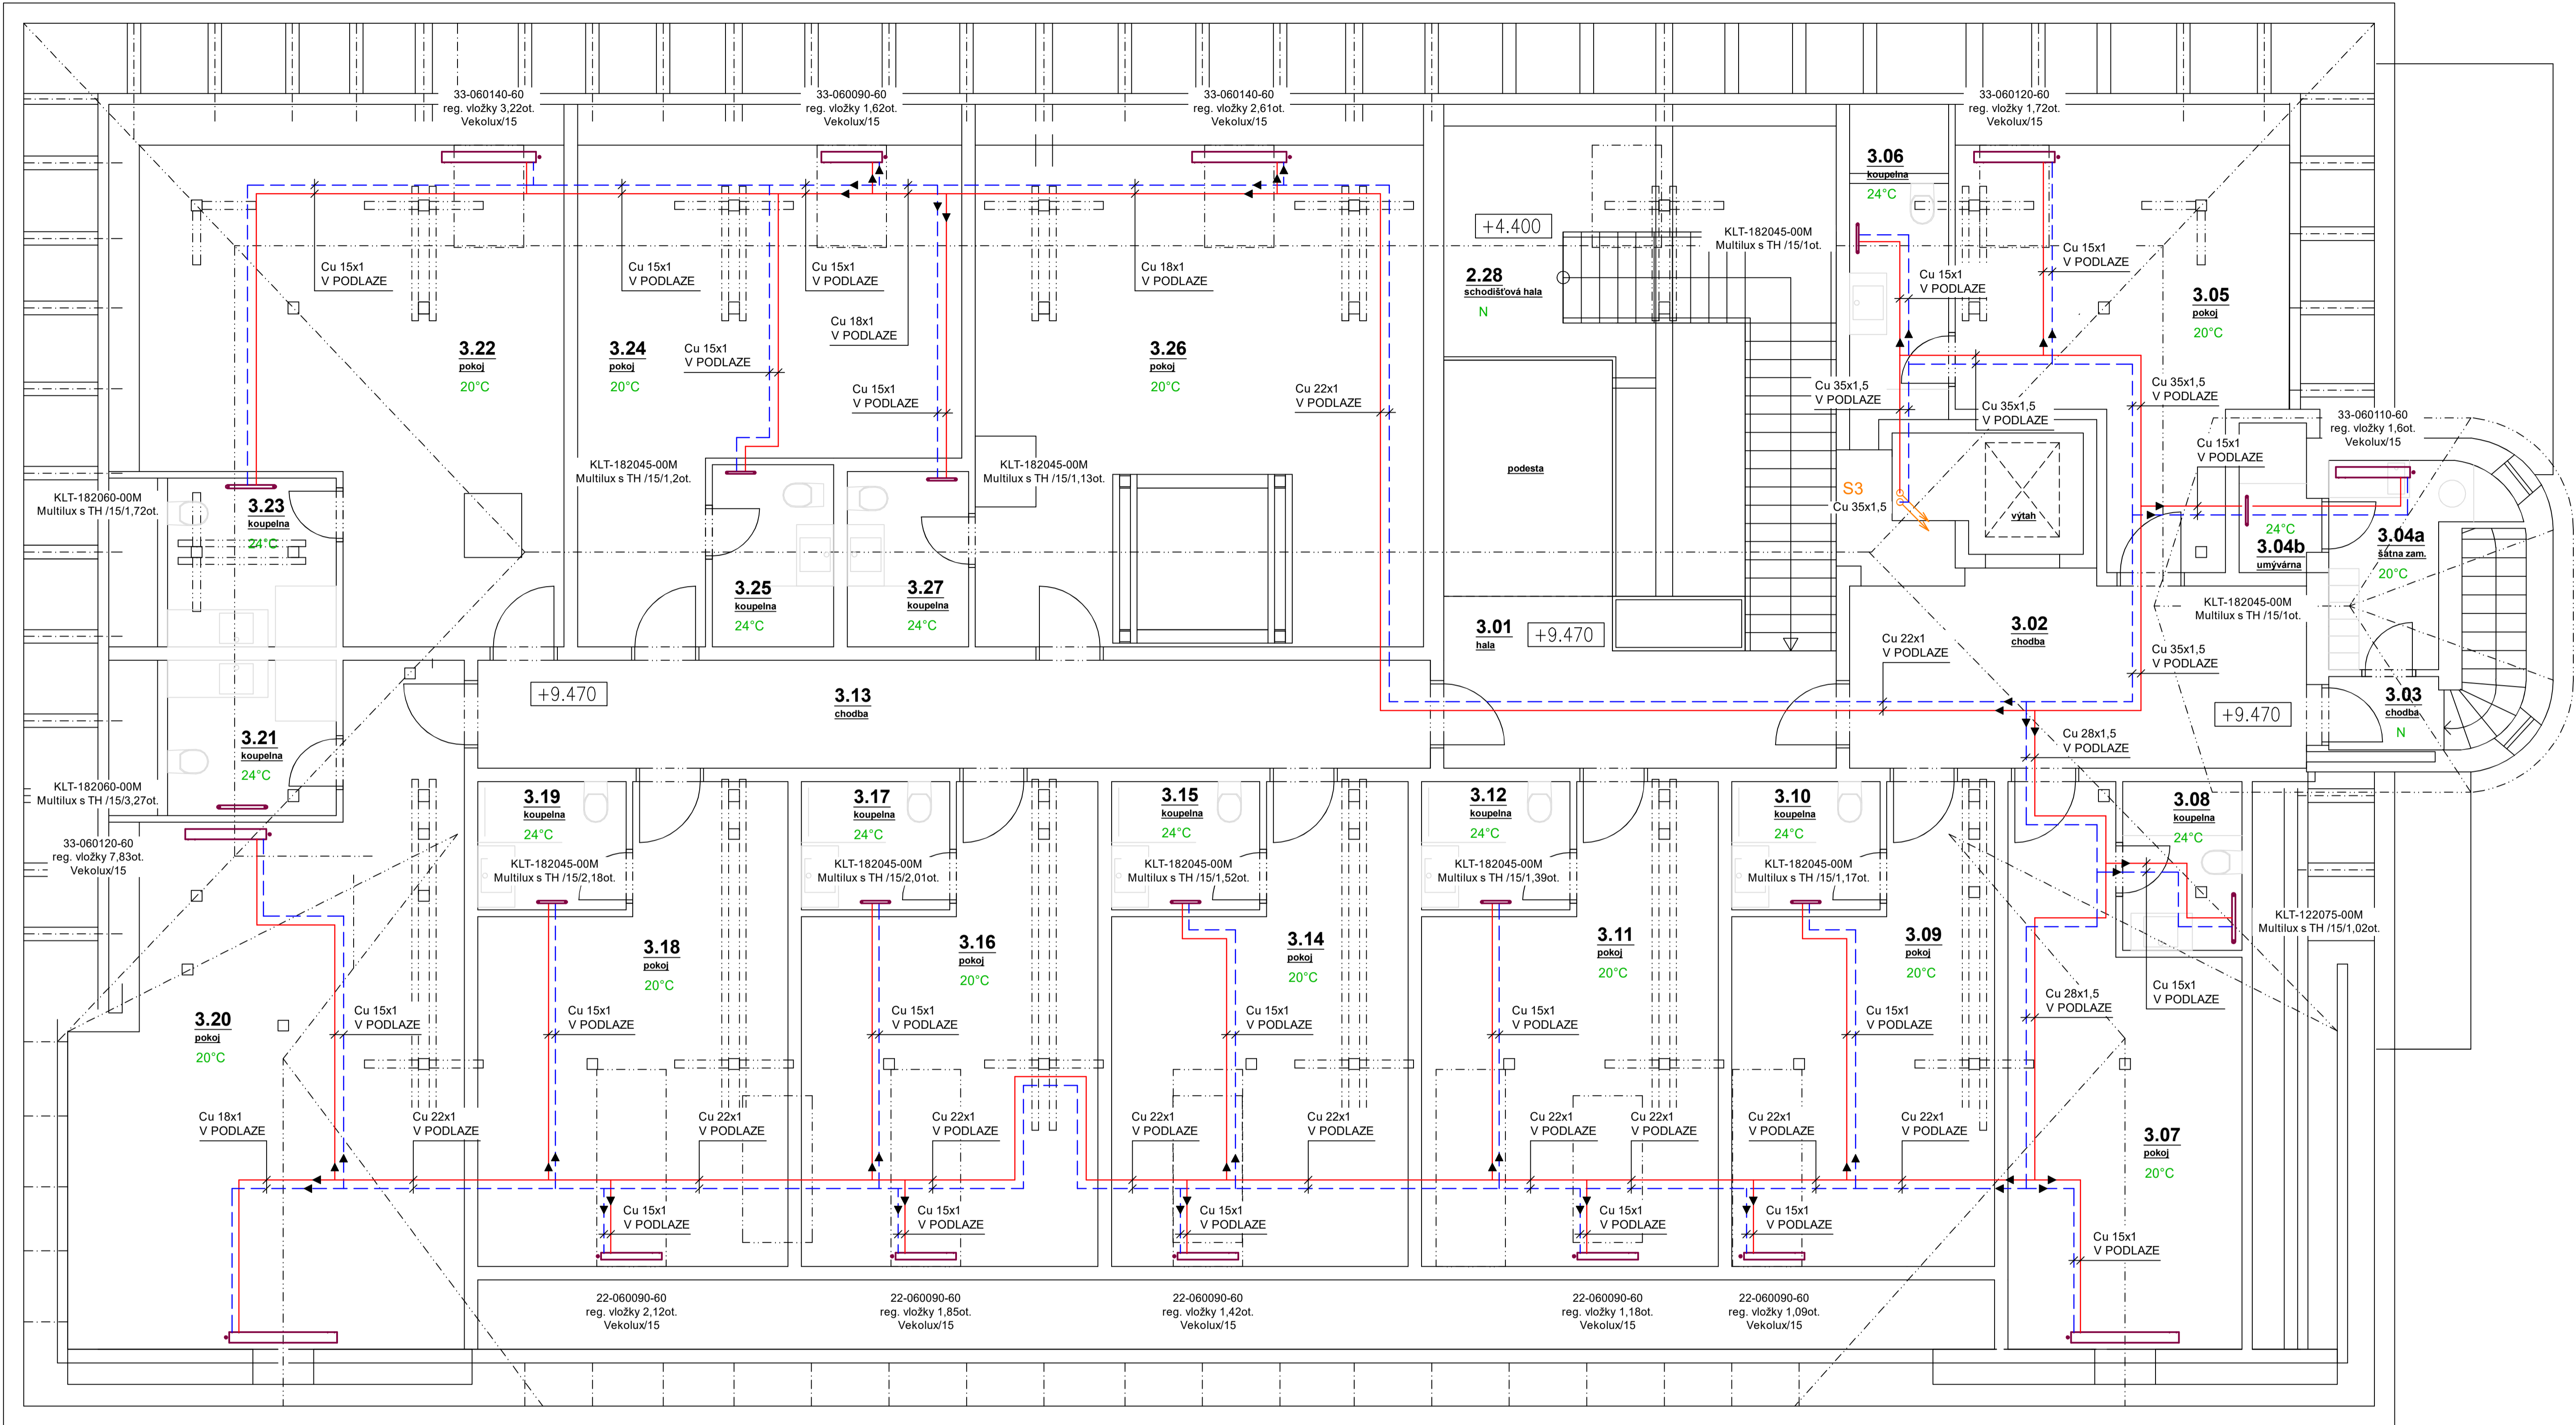 33-060140-60
reg. vložky 3,22ot.
Vekolux/15
33-060090-60
reg. vložky 1,62ot.
Vekolux/15
33-060140-60
reg. vložky 2,61ot.
Vekolux/15
33-060120-60
reg. vložky 1,72ot.
Vekolux/15
3.06
koupelna
24°C
+4.400
KLT-182045-00M
Multilux s TH /15/1ot.
Cu 15x1
V PODLAZE
Cu 15x1
V PODLAZE
Cu 15x1
V PODLAZE
Cu 15x1
V PODLAZE
Cu 18x1
V PODLAZE
2.28
schodišťová hala
N
Cu 15x1
V PODLAZE
3.05
pokoj
20°C
Cu 18x1
V PODLAZE
3.22
pokoj
20°C
3.24
pokoj
20°C
Cu 15x1
V PODLAZE
3.26
pokoj
20°C
Cu 15x1
V PODLAZE
Cu 22x1
V PODLAZE
Cu 35x1,5
V PODLAZE
Cu 35x1,5
V PODLAZE
Cu 35x1,5
V PODLAZE
33-060110-60
reg. vložky 1,6ot.
Vekolux/15
Cu 15x1
V PODLAZE
KLT-182060-00M
Multilux s TH /15/1,72ot.
3.23
koupelna
24°C
KLT-182045-00M
Multilux s TH /15/1,2ot.
KLT-182045-00M
Multilux s TH /15/1,13ot.
podesta
S3
Cu 35x1,5
výtah
24°C
3.04b
umývárna
3.04a
šatna zam.
20°C
3.25
koupelna
24°C
3.27
koupelna
24°C
KLT-182045-00M
Multilux s TH /15/1ot.
3.01
hala
+9.470
3.02
chodba
Cu 22x1
V PODLAZE
Cu 35x1,5
V PODLAZE
+9.470
3.13
chodba
+9.470
3.03
chodba
N
3.21
koupelna
24°C
Cu 28x1,5
V PODLAZE
KLT-182060-00M
Multilux s TH /15/3,27ot.
3.19
koupelna
24°C
3.17
koupelna
24°C
3.15
koupelna
24°C
3.12
koupelna
24°C
3.10
koupelna
24°C
3.08
koupelna
24°C
33-060120-60
reg. vložky 7,83ot.
Vekolux/15
KLT-182045-00M
Multilux s TH /15/2,18ot.
KLT-182045-00M
Multilux s TH /15/2,01ot.
KLT-182045-00M
Multilux s TH /15/1,52ot.
KLT-182045-00M
Multilux s TH /15/1,39ot.
KLT-182045-00M
Multilux s TH /15/1,17ot.
KLT-122075-00M
Multilux s TH /15/1,02ot.
3.18
pokoj
20°C
3.16
pokoj
20°C
3.14
pokoj
20°C
3.11
pokoj
20°C
3.09
pokoj
20°C
3.20
pokoj
20°C
Cu 15x1
V PODLAZE
Cu 15x1
V PODLAZE
Cu 15x1
V PODLAZE
Cu 15x1
V PODLAZE
Cu 15x1
V PODLAZE
Cu 15x1
V PODLAZE
Cu 28x1,5
V PODLAZE
Cu 15x1
V PODLAZE
Cu 18x1
V PODLAZE
Cu 22x1
V PODLAZE
Cu 22x1
V PODLAZE
Cu 22x1
V PODLAZE
Cu 22x1
V PODLAZE
Cu 22x1
V PODLAZE
Cu 22x1
V PODLAZE
Cu 22x1
V PODLAZE
Cu 22x1
V PODLAZE
Cu 22x1
V PODLAZE
3.07
pokoj
20°C
Cu 15x1
V PODLAZE
Cu 15x1
V PODLAZE
Cu 15x1
V PODLAZE
Cu 15x1
V PODLAZE
Cu 15x1
V PODLAZE
Cu 15x1
V PODLAZE
22-060090-60
reg. vložky 2,12ot.
Vekolux/15
22-060090-60
reg. vložky 1,85ot.
Vekolux/15
22-060090-60
reg. vložky 1,42ot.
Vekolux/15
22-060090-60
reg. vložky 1,18ot.
Vekolux/15
22-060090-60
reg. vložky 1,09ot.
Vekolux/15